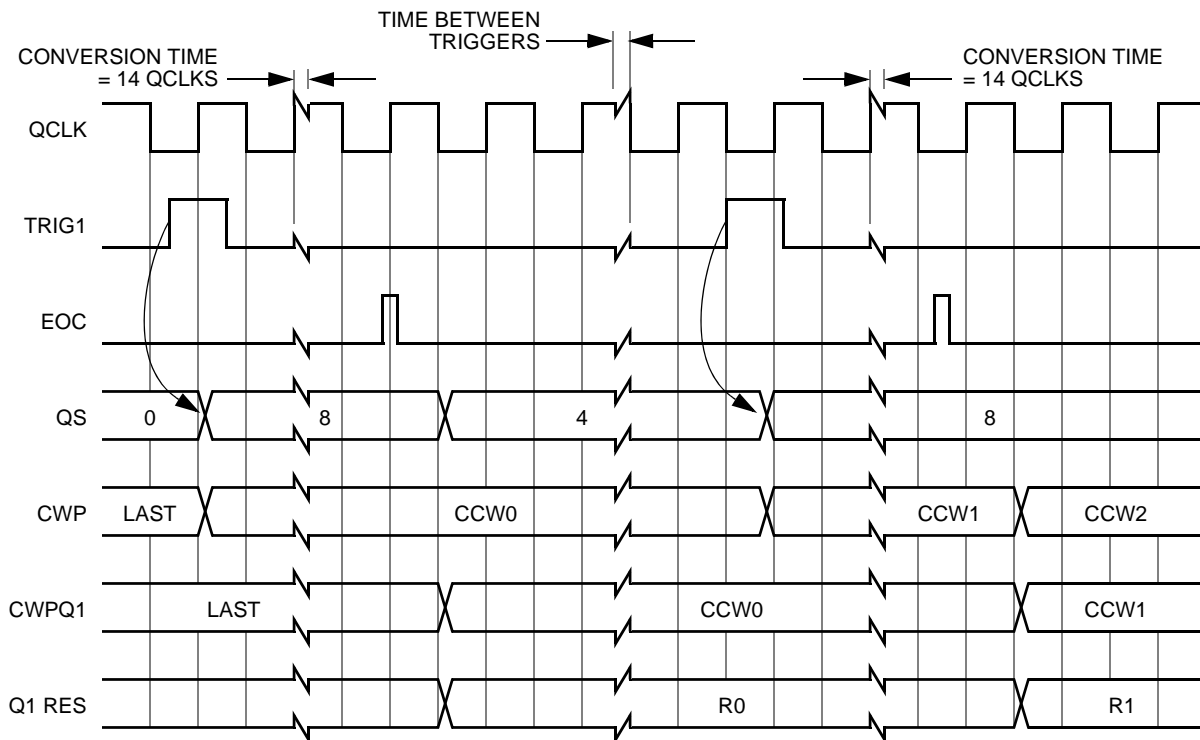 TIME BETWEEN
TRIGGERS
CONVERSION TIME
= 14 QCLKS
CONVERSION TIME
= 14 QCLKS
QCLK
TRIG1
EOC
QS 0 8 4 8
CWP LAST CCW0 CCW1 CCW2
CWPQ1 LAST CCW0 CCW1
Q1 RES R0 R1